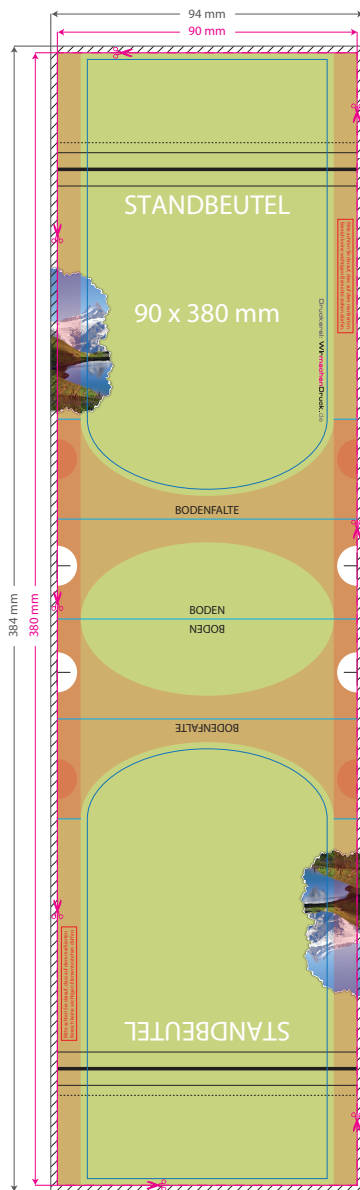 94 mm
90 mm
384 mm
380 mm
STANDBEUTEL
90 x 380 mm
Druckerei: WIRmachenDruck.de
BODENFALTE
BODEN
BODEN
BODENFALTE
STANDBEUTEL